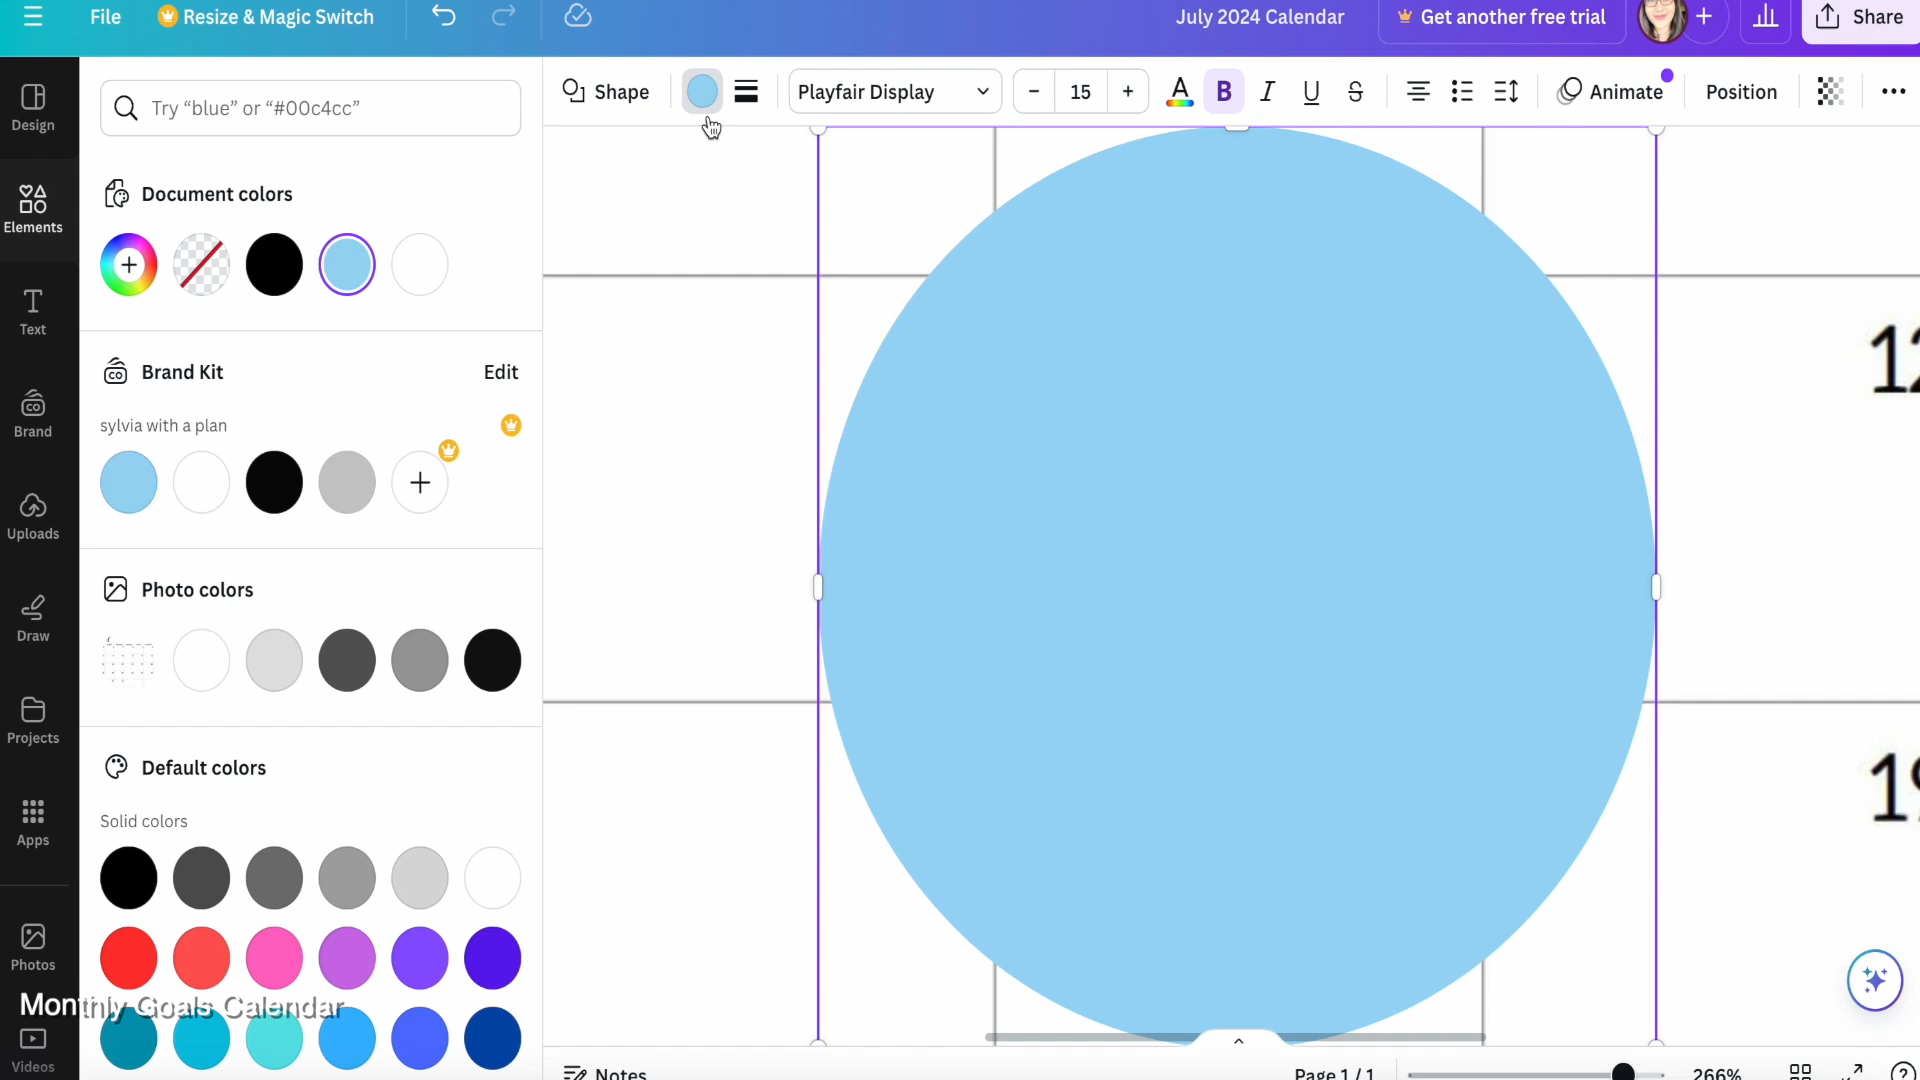 File
Resize & Magic Switch
July 2024 Calendar
Get another free trial
Share
Design
Elements
Text
Brand
Uploads
Draw
Projects
Apps
Photos
Videos
Try “blue” or “#00c4cc”
Document colors
Brand Kit
Edit
sylvia with a plan
Photo colors
Default colors
Solid colors
Monthly Goals Calendar
Shape
Playfair Display
15
A B I U S
Animate
Position
12
19
Notes
Page 1 / 1
266%